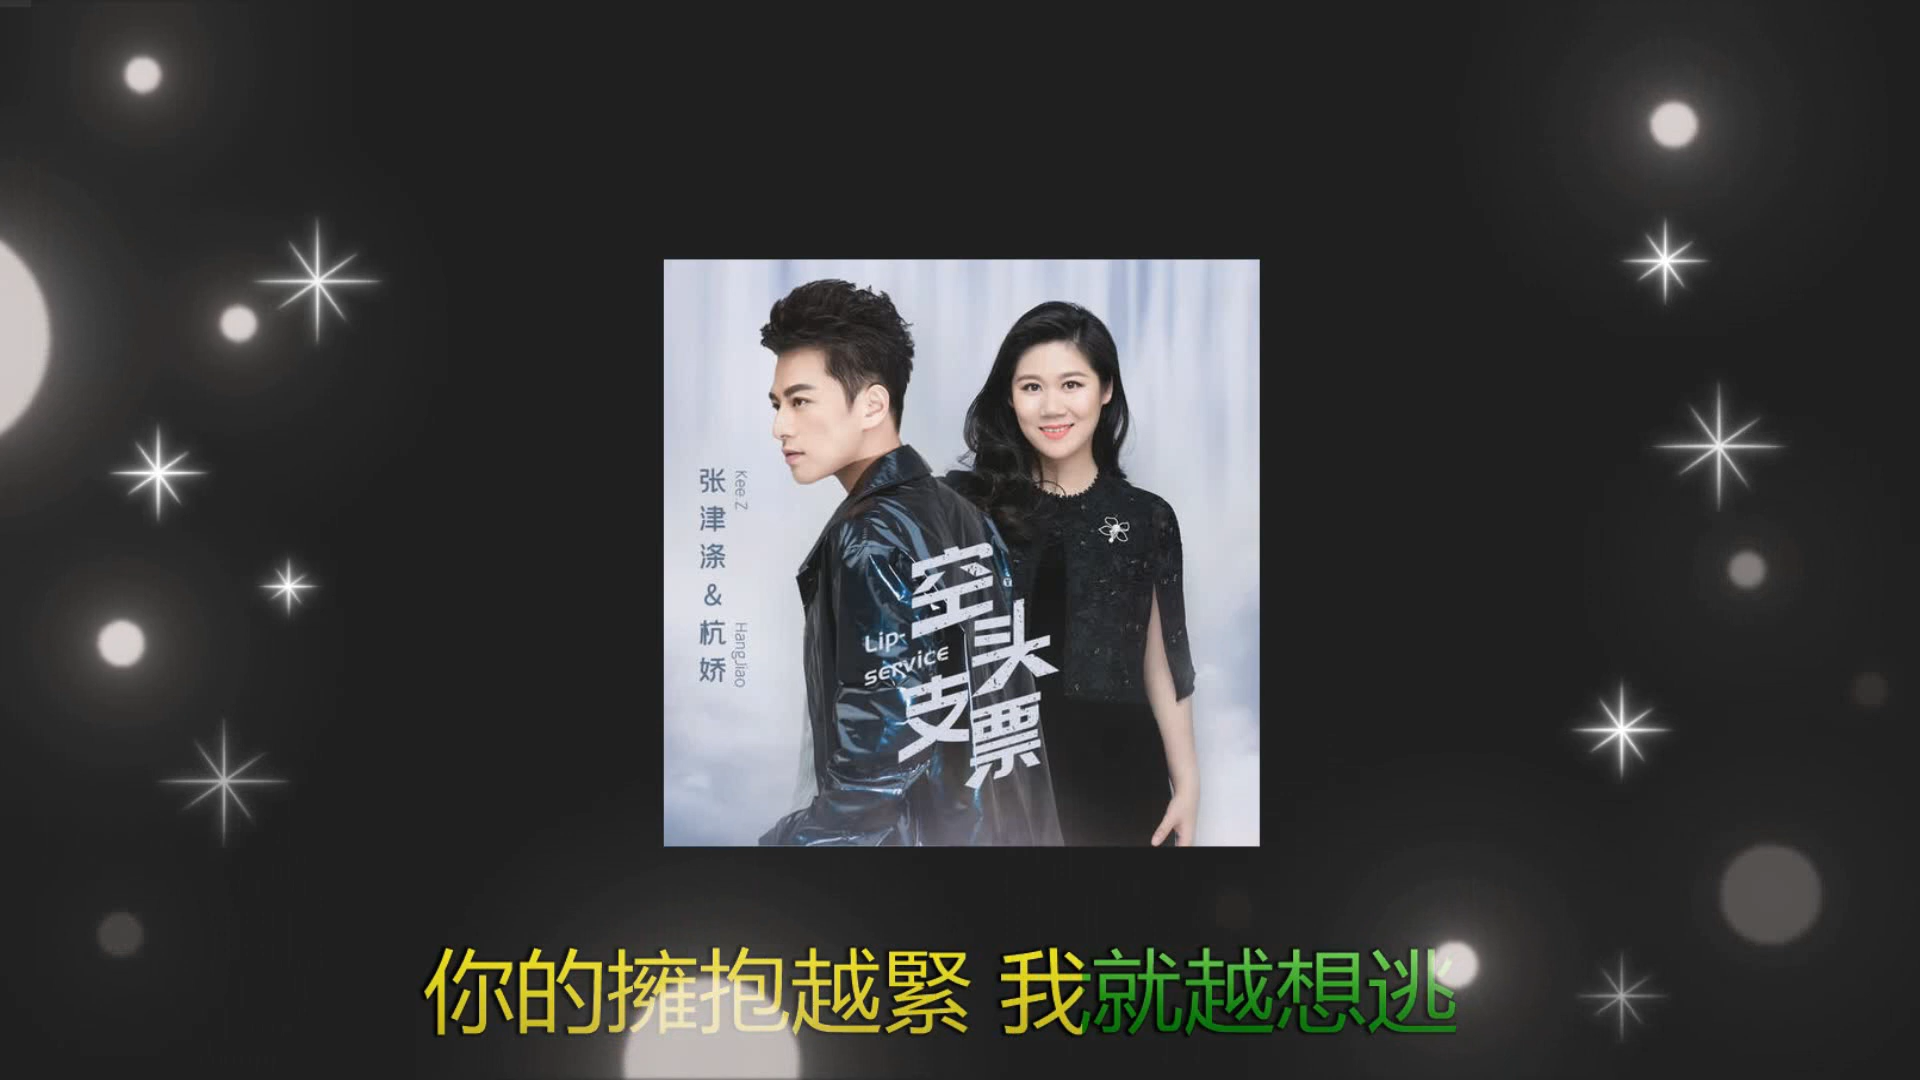 张津涤&杭娇
Kee.Z
HangJiao
空头
Lip-
service
支票
你的擁抱越緊 我就越想逃